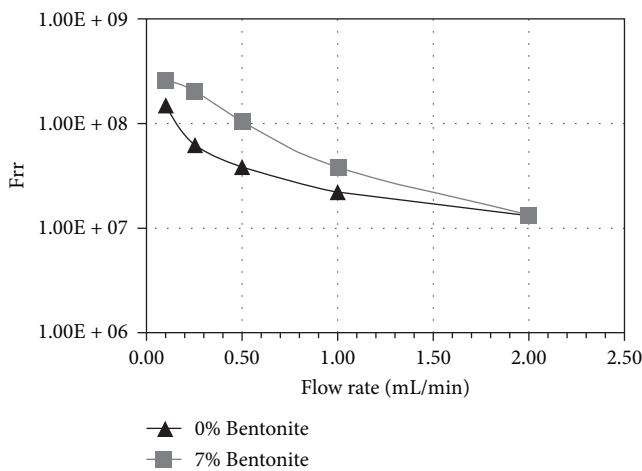 1.00E + 09
1.00E + 08
1.00E + 07
1.00E + 06
Frr
0.00 0.50 1.00 1.50 2.00 2.50
Flow rate (mL/min)
0% Bentonite
7% Bentonite